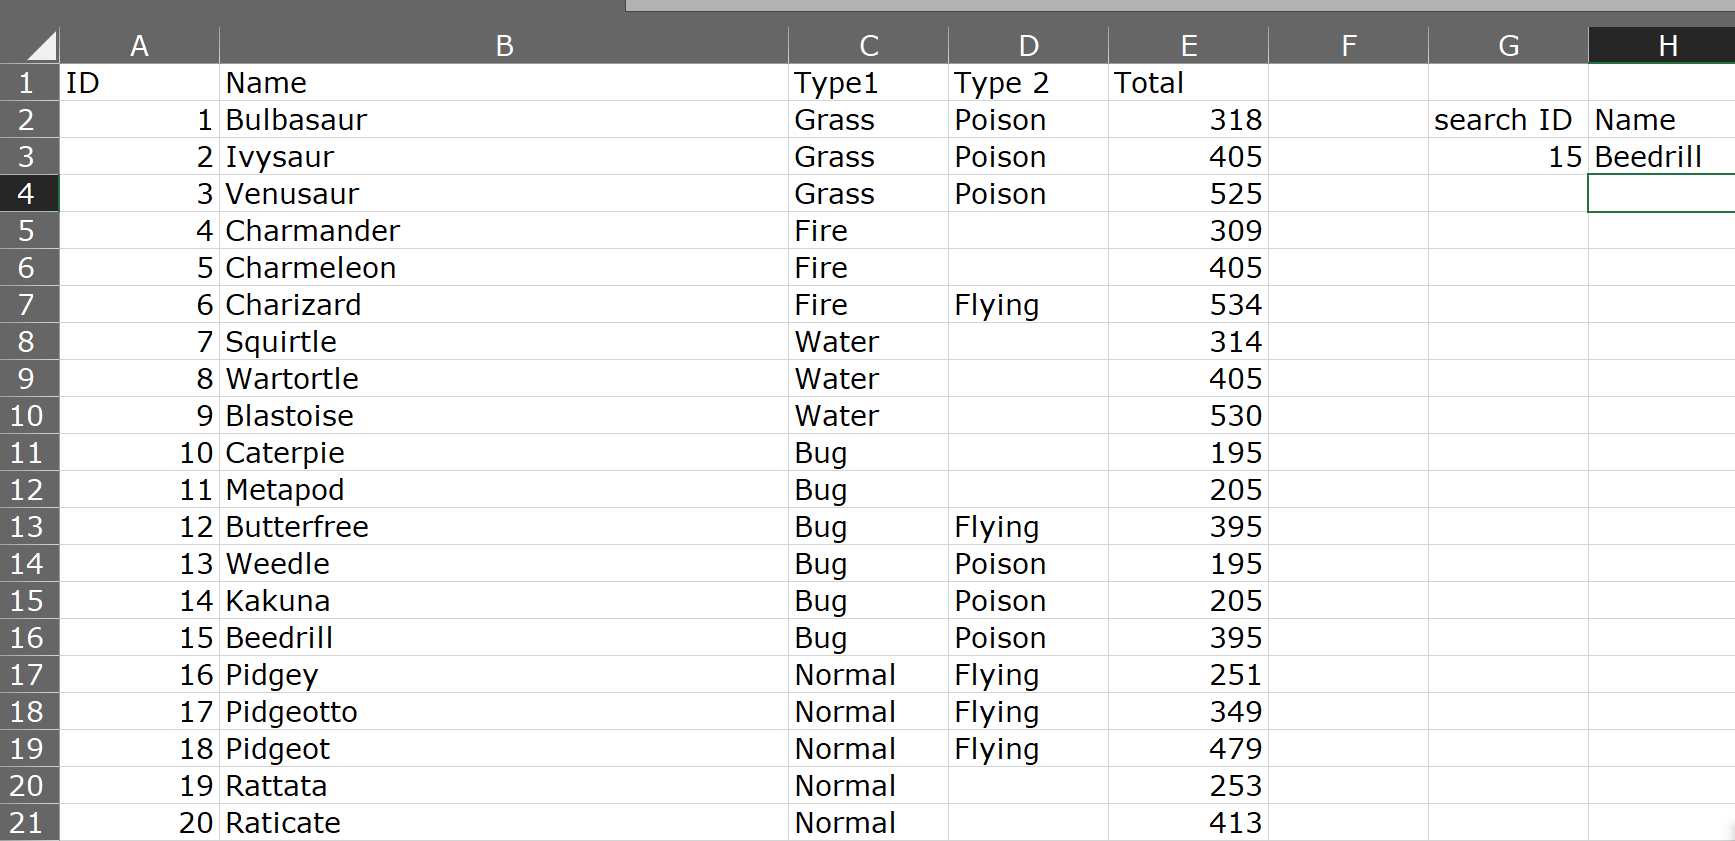 A B C D E F G H
1 ID Name Type1 Type 2 Total
2 1 Bulbasaur Grass Poison 318 search ID Name
3 2 Ivysaur Grass Poison 405 15 Beedrill
4 3 Venusaur Grass Poison 525
5 4 Charmander Fire 309
6 5 Charmeleon Fire 405
7 6 Charizard Fire Flying 534
8 7 Squirtle Water 314
9 8 Wartortle Water 405
10 9 Blastoise Water 530
11 10 Caterpie Bug 195
12 11 Metapod Bug 205
13 12 Butterfree Bug Flying 395
14 13 Weedle Bug Poison 195
15 14 Kakuna Bug Poison 205
16 15 Beedrill Bug Poison 395
17 16 Pidgey Normal Flying 251
18 17 Pidgeotto Normal Flying 349
19 18 Pidgeot Normal Flying 479
20 19 Rattata Normal 253
21 20 Raticate Normal 413